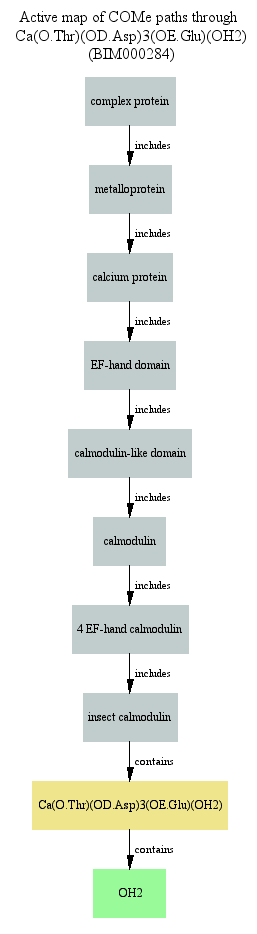 Active map of COMe paths through
Ca(O.Thr)(OD.Asp)3(OE.Glu)(OH2)
(BIM000284)
complex protein
includes
metalloprotein
includes
calcium protein
includes
EF-hand domain
includes
calmodulin-like domain
includes
calmodulin
includes
4 EF-hand calmodulin
includes
insect calmodulin
contains
Ca(O.Thr)(OD.Asp)3(OE.Glu)(OH2)
contains
OH2